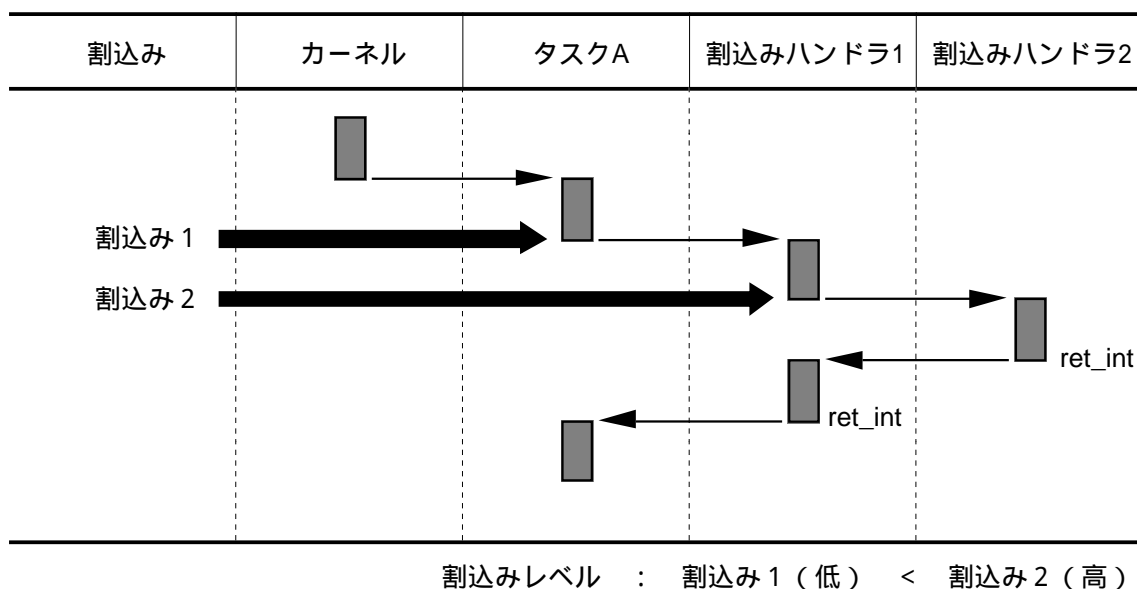 割込み カーネル タスクA 割込みハンドラ1 割込みハンドラ2
割込み1
割込み2
ret_int
ret_int
割込みレベル : 割込み1(低) < 割込み2(高)